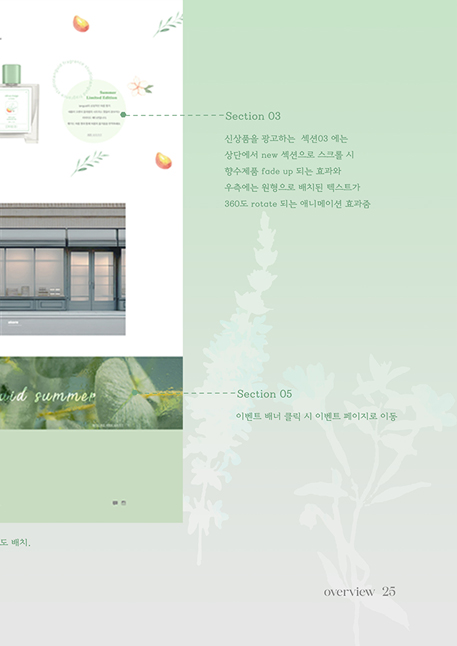 Summer
Limited Edition
Section 03
신상품을 광고하는 섹션03 에는
상단에서 new 섹션으로 스크롤 시
향수제품 fade up 되는 효과와
우측에는 원형으로 배치된 텍스트가
360도 rotate 되는 애니메이션 효과줌
summer
Section 05
이벤트 배너 클릭 시 이벤트 페이지로 이동
도 배치.
overview 25